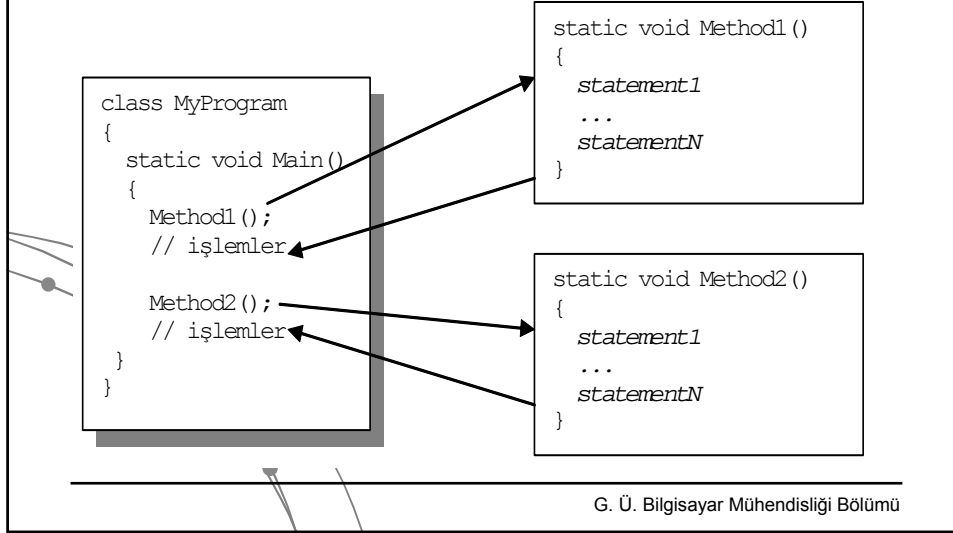 class MyProgram
{
static void Main()
{
Method1();
// işlemler
Method2();
// işlemler
}
}
static void Method1()
{
statement1
...
statementN
}
static void Method2()
{
statement1
...
statementN
}
G. Ü. Bilgisayar Mühendisliği Bölümü